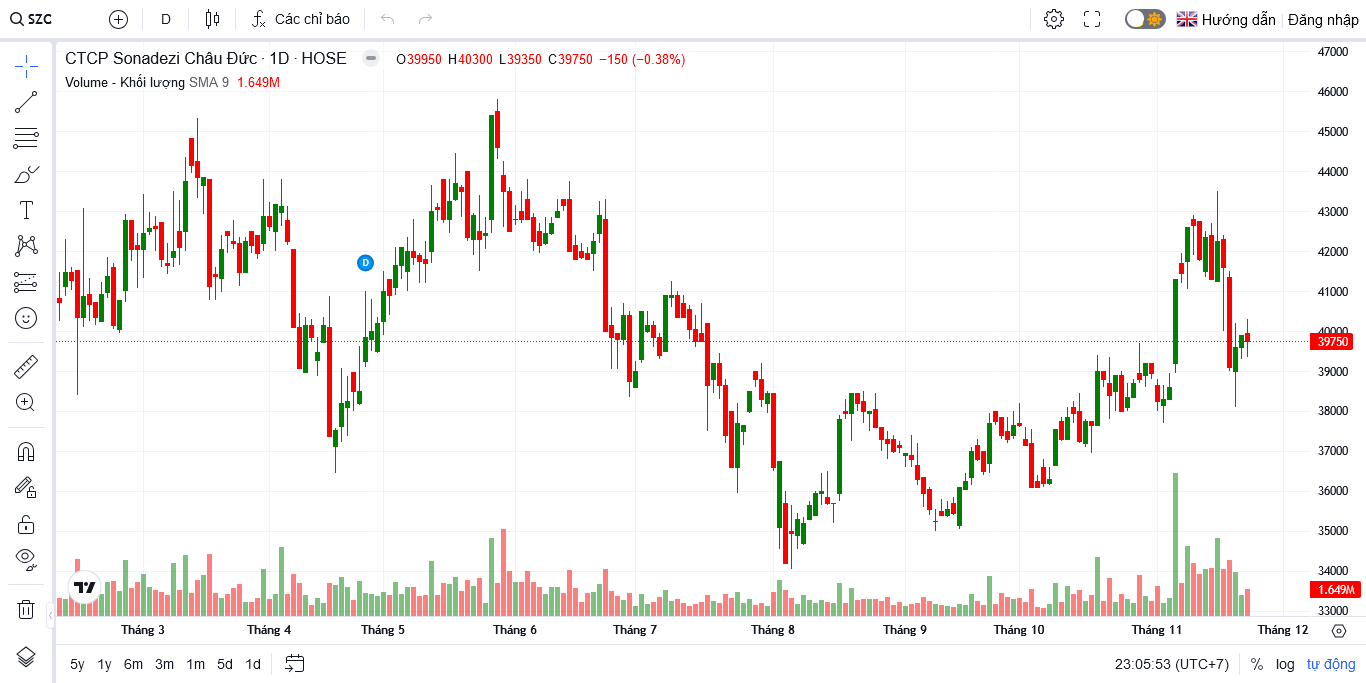 SZC
D
Các chỉ báo
Hướng dẫn
Đăng nhập
CTCP Sonadezi Châu Đức · 1D · HOSE
O39950 H40300 L39350 C39750 −150 (−0.38%)
Volume - Khối lượng SMA 9 1.649M
D
47000
46000
45000
44000
43000
42000
41000
40000
39750
39000
38000
37000
36000
35000
34000
1.649M
33000
Tháng 3 Tháng 4 Tháng 5 Tháng 6 Tháng 7 Tháng 8 Tháng 9 Tháng 10 Tháng 11 Tháng 12
5y 1y 6m 3m 1m 5d 1d
23:05:53 (UTC+7) % log tự động